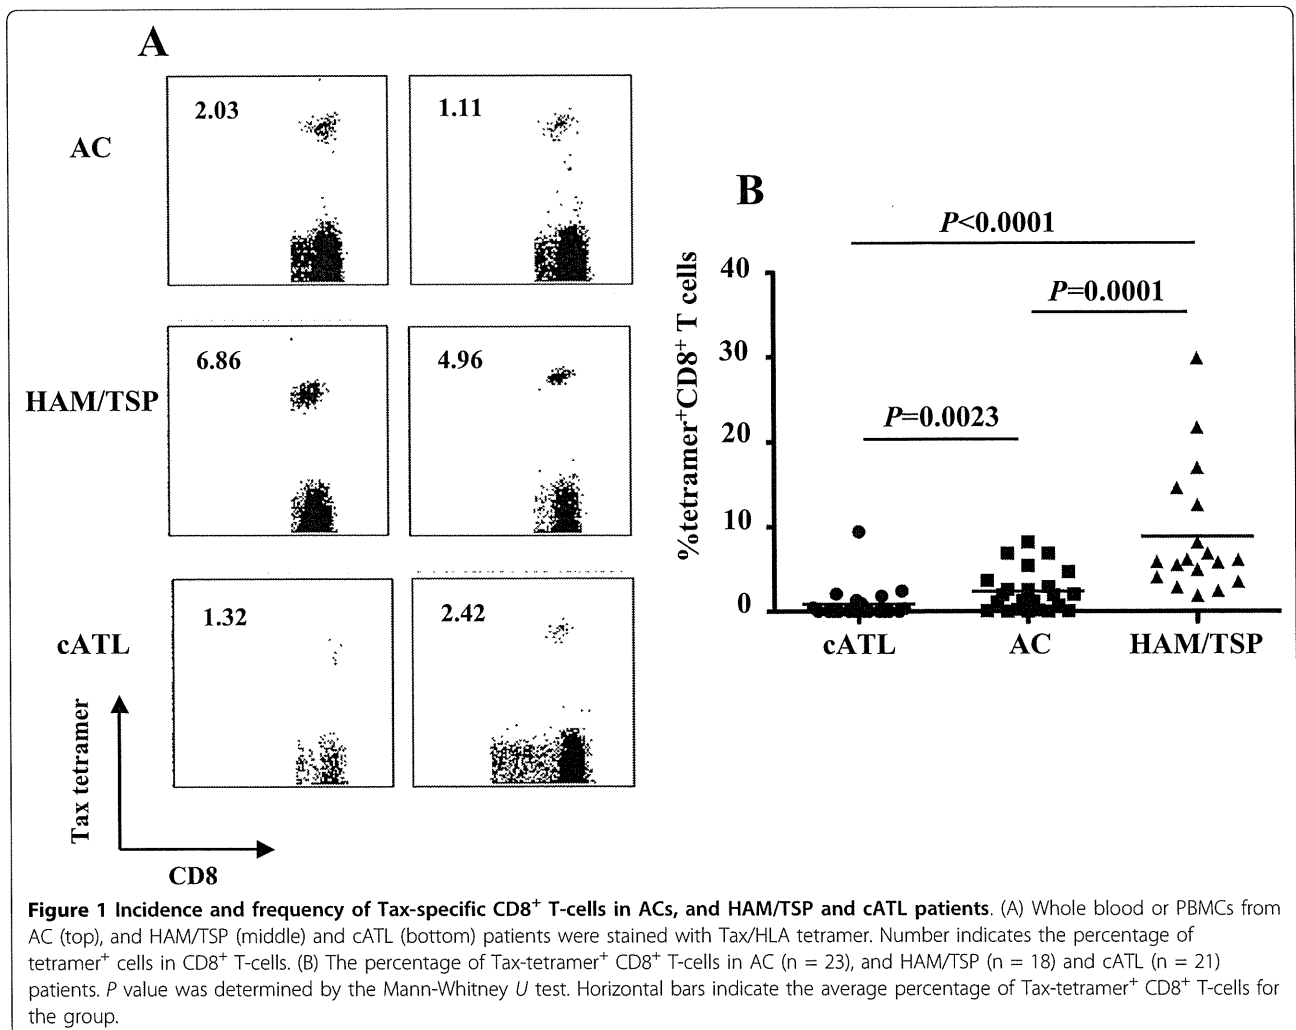 A
AC
2.03
1.11
HAM/TSP
6.86
4.96
cATL
1.32
2.42
Tax tetramer
CD8
B
P<0.0001
P=0.0001
P=0.0023
%tetramer⁺CD8⁺ T cells
40
30
20
10
0
cATL AC HAM/TSP
Figure 1 Incidence and frequency of Tax-specific CD8⁺ T-cells in ACs, and HAM/TSP and cATL patients. (A) Whole blood or PBMCs from
AC (top), and HAM/TSP (middle) and cATL (bottom) patients were stained with Tax/HLA tetramer. Number indicates the percentage of
tetramer⁺ cells in CD8⁺ T-cells. (B) The percentage of Tax-tetramer⁺ CD8⁺ T-cells in AC (n = 23), and HAM/TSP (n = 18) and cATL (n = 21)
patients. P value was determined by the Mann-Whitney U test. Horizontal bars indicate the average percentage of Tax-tetramer⁺ CD8⁺ T-cells for
the group.